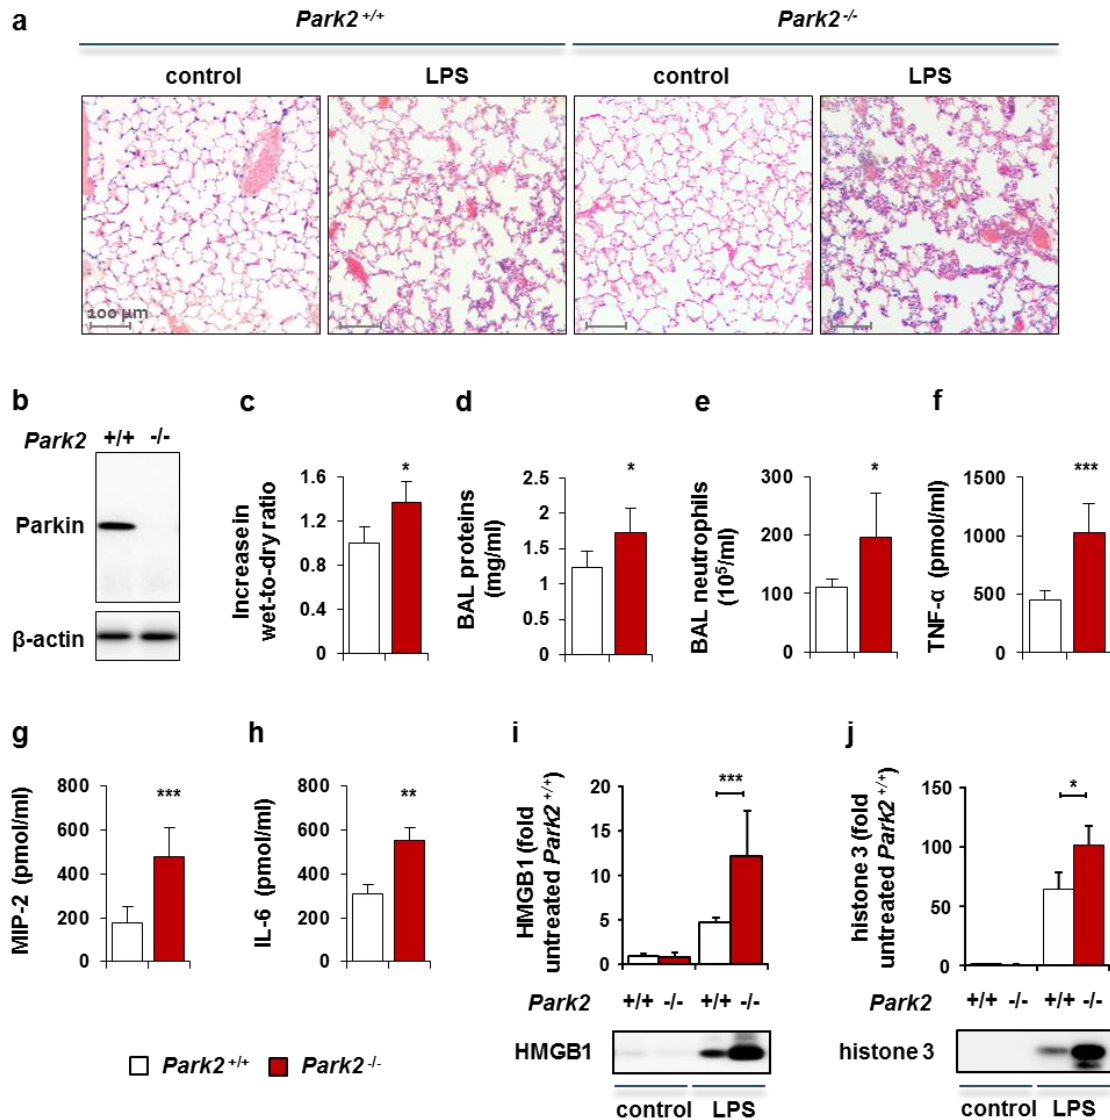 a
Park2 +/+
Park2 -/-
control
LPS
control
LPS
100 µm
b
Park2 +/+ -/-
Parkin
β-actin
c
Increase in
wet-to-dry ratio
1.6
1.2
0.8
0.4
0
*
d
BAL proteins
(mg/ml)
2.5
2
1.5
1
0.5
0
*
e
BAL neutrophils
(10⁵/ml)
300
200
100
0
*
f
TNF-α (pmol/ml)
1500
1000
500
0
***
g
MIP-2 (pmol/ml)
800
600
400
200
0
***
h
IL-6 (pmol/ml)
800
600
400
200
0
**
i
HMGB1 (fold
untreated Park2 +/+)
20
15
10
5
0
***
Park2 +/+ -/- +/+ -/-
HMGB1
control LPS
j
histone 3 (fold
untreated Park2 +/+)
150
100
50
0
*
Park2 +/+ -/- +/+ -/-
histone 3
control LPS
Park2 +/+ Park2 -/-